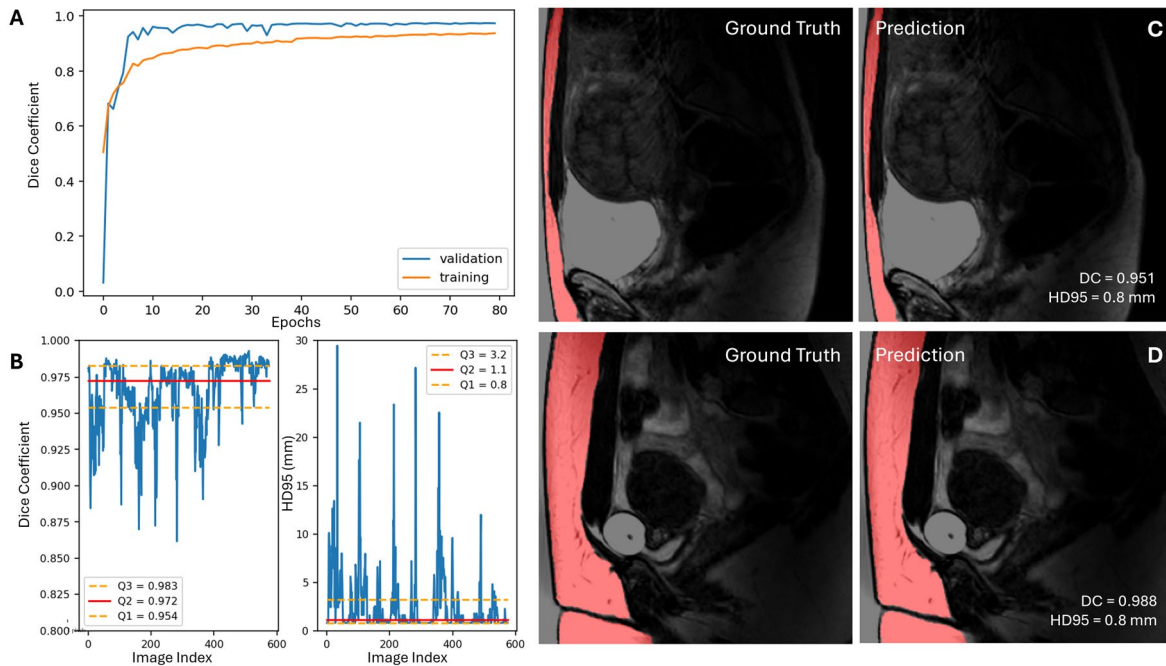 A
1.0
0.8
0.6
0.4
0.2
0.0
Dice Coefficient
validation
training
0 10 20 30 40 50 60 70 80
Epochs
B
1.000
0.975
0.950
0.925
0.900
0.875
0.850
0.825
0.800
Dice Coefficient
Q3 = 0.983
Q2 = 0.972
Q1 = 0.954
0 200 400 600
Image Index
30
25
20
15
10
5
0
HD95 (mm)
Q3 = 3.2
Q2 = 1.1
Q1 = 0.8
0 200 400 600
Image Index
Ground Truth
Prediction
C
DC = 0.951
HD95 = 0.8 mm
Ground Truth
Prediction
D
DC = 0.988
HD95 = 0.8 mm